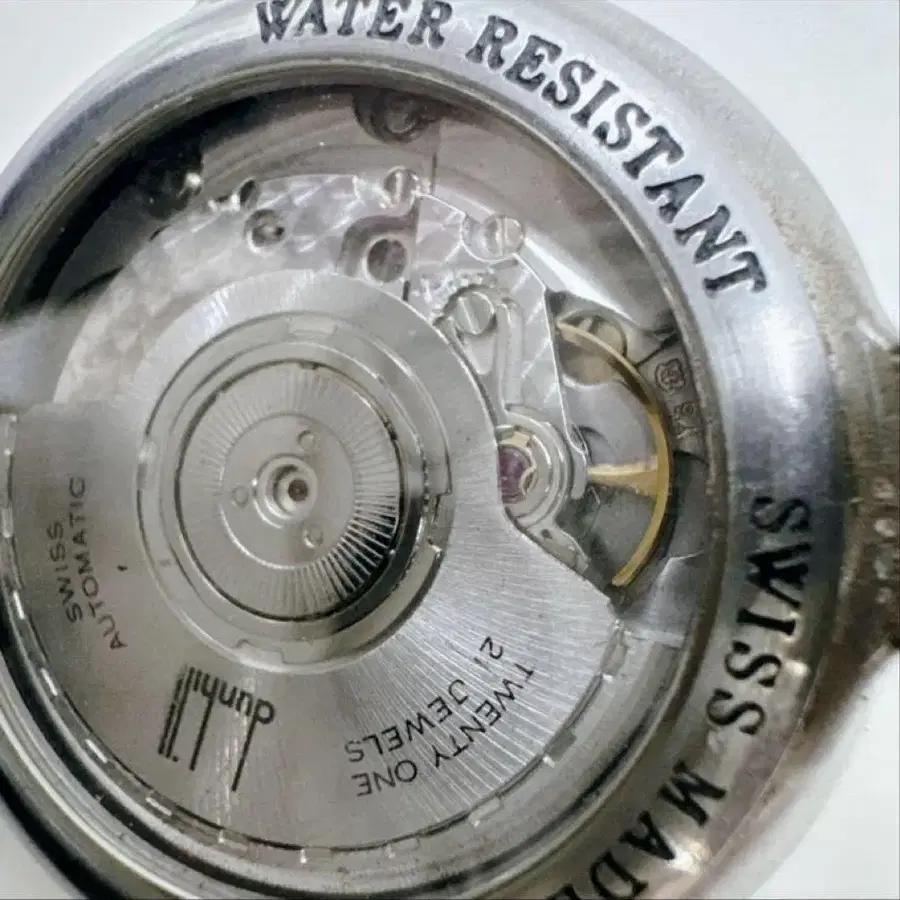 WATER RESISTANT
SWISS MADE
SWISS
AUTOMATIC
dunhill
TWENTY ONE
21 JEWELS